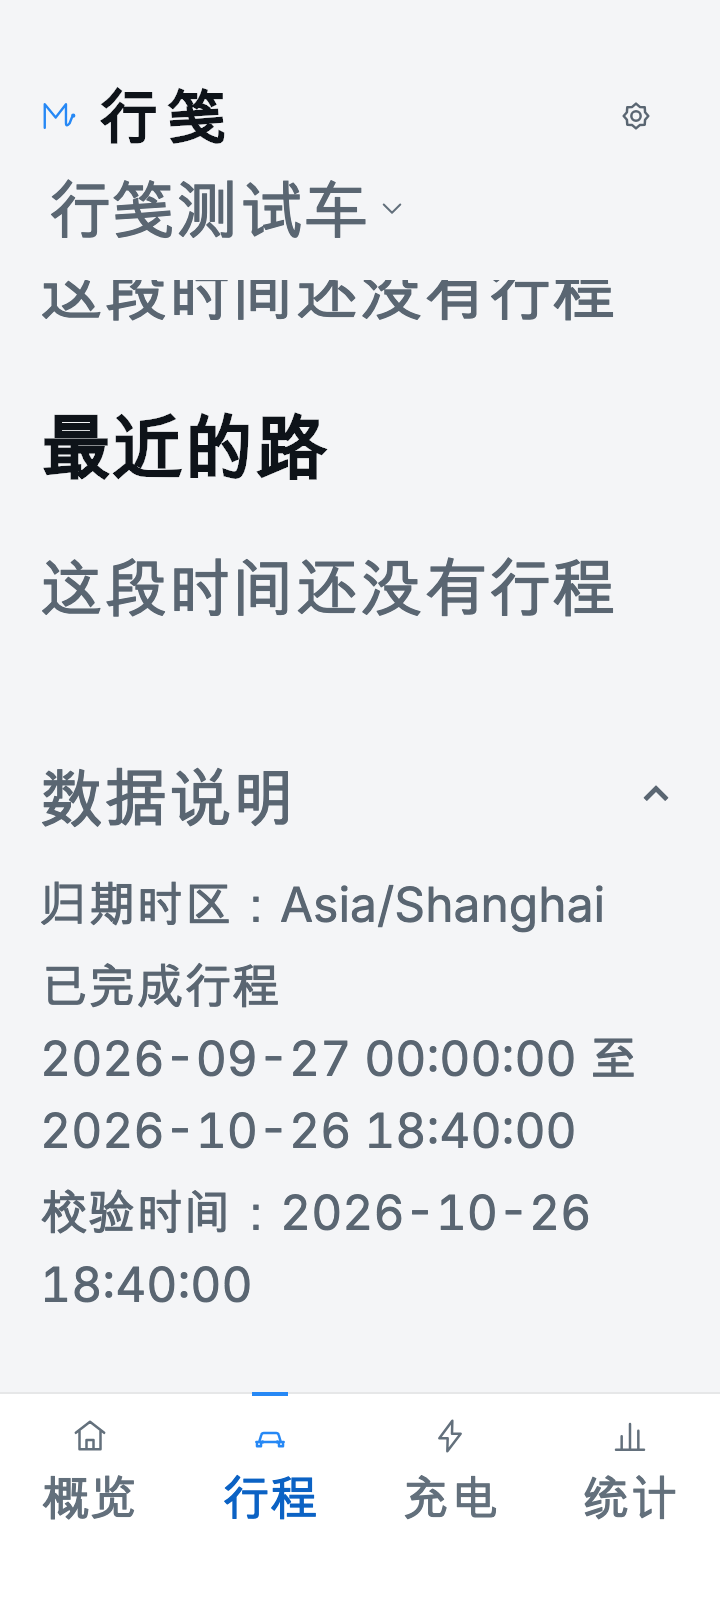 行笺
行笺测试车
这段时间还没有行程
最近的路
这段时间还没有行程
数据说明
归期时区：Asia/Shanghai
已完成行程
2026-09-27 00:00:00 至
2026-10-26 18:40:00
校验时间：2026-10-26
18:40:00
概览
行程
充电
统计